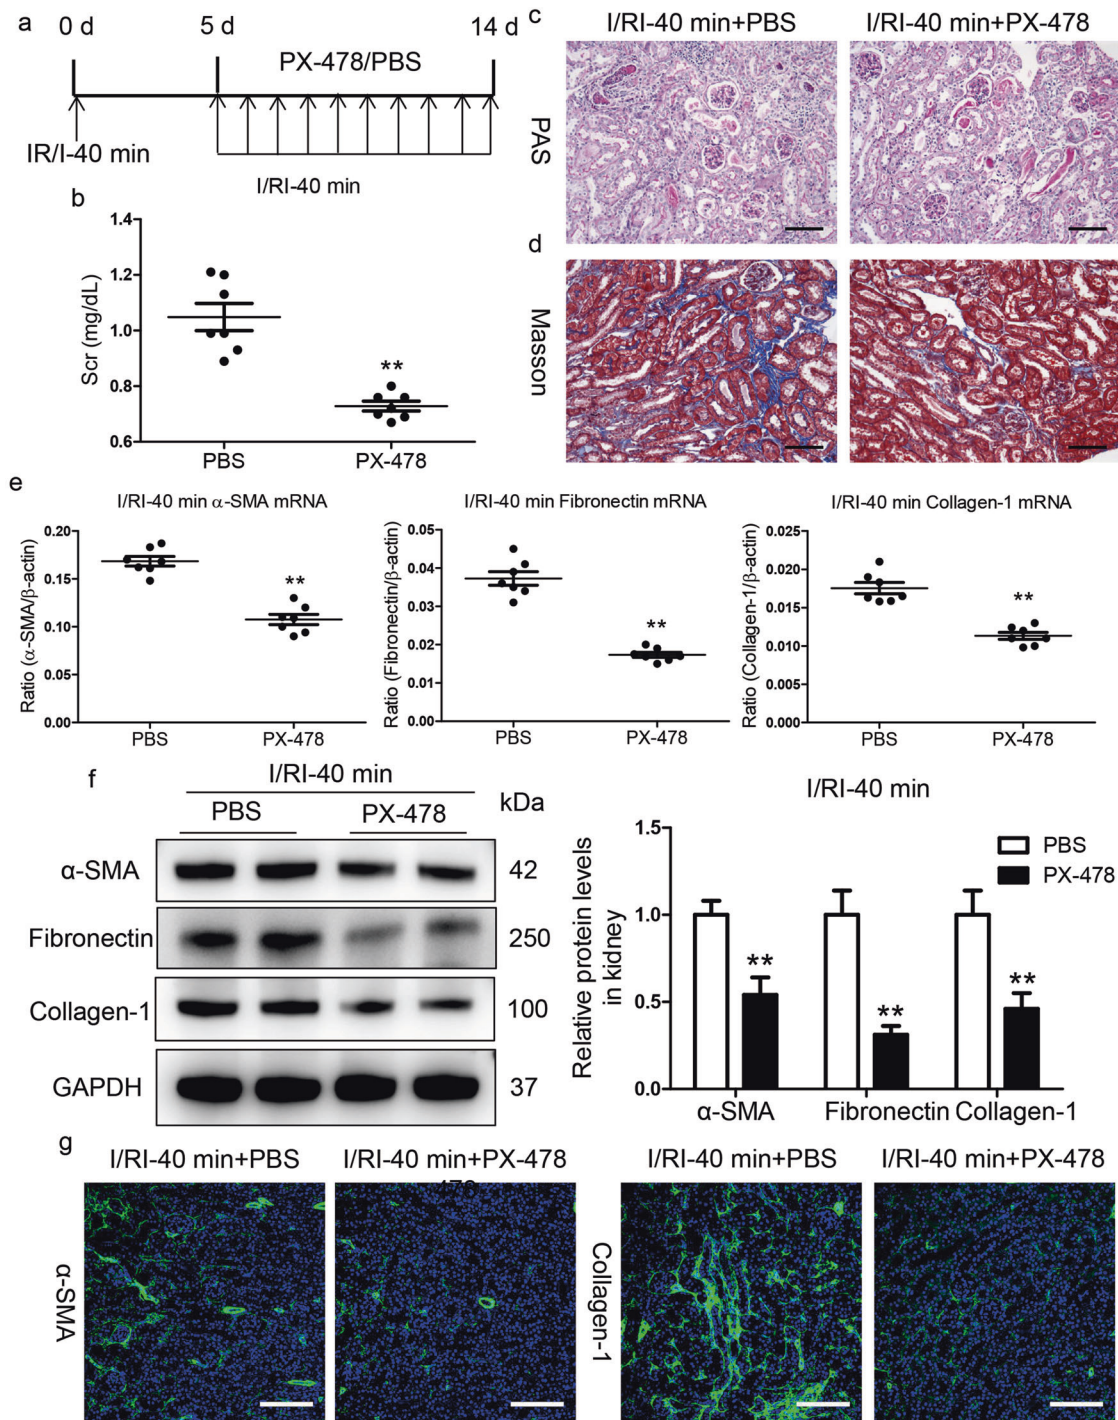 a
0 d
5 d
14 d
PX-478/PBS
IR/I-40 min
b
I/RI-40 min
1.4
1.2
1.0
0.8
0.6
Scr (mg/dL)
**
PBS
PX-478
c
I/RI-40 min+PBS
I/RI-40 min+PX-478
PAS
d
Masson
e
I/RI-40 min α-SMA mRNA
Ratio (α-SMA/β-actin)
0.20
0.15
0.10
0.05
0.00
**
PBS
PX-478
I/RI-40 min Fibronectin mRNA
Ratio (Fibronectin/β-actin)
0.05
0.04
0.03
0.02
0.01
0.00
**
PBS
PX-478
I/RI-40 min Collagen-1 mRNA
Ratio (Collagen-1/β-actin)
0.025
0.020
0.015
0.010
0.005
0.000
**
PBS
PX-478
f
I/RI-40 min
PBS
PX-478
kDa
α-SMA
42
Fibronectin
250
Collagen-1
100
GAPDH
37
I/RI-40 min
Relative protein levels
in kidney
1.5
1.0
0.5
0.0
PBS
PX-478
**
**
**
α-SMA
Fibronectin
Collagen-1
g
I/RI-40 min+PBS
I/RI-40 min+PX-478
α-SMA
I/RI-40 min+PBS
I/RI-40 min+PX-478
Collagen-1